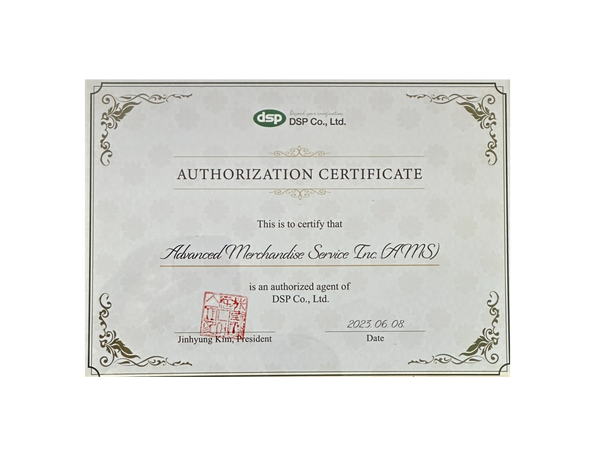 dsp
DSP Co., Ltd.
AUTHORIZATION CERTIFICATE
This is to certify that
Advanced Merchandise Service Inc. (AMS)
is an authorized agent of
DSP Co., Ltd.
2023. 06. 08.
Jinhyung Kim, President
Date